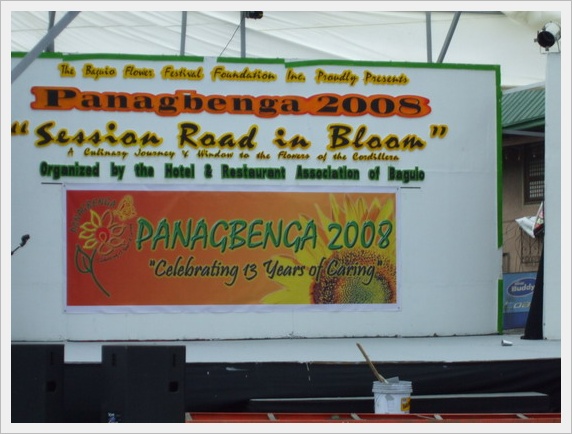 The Baguio Flower Festival Foundation Inc. Proudly Presents
Panagbenga 2008
"Session Road in Bloom"
A Culinary Journey & Window to the Flowers of the Cordillera
Organized by the Hotel & Restaurant Association of Baguio
PANAGBENGA 2008
"Celebrating 13 Years of Caring"
Buddy